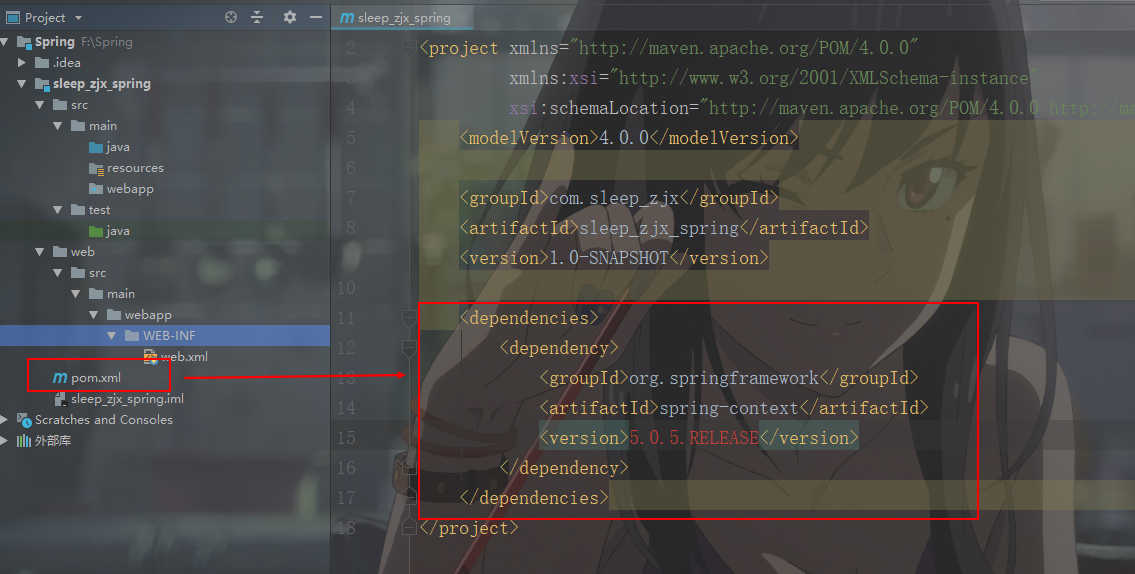 Project
Spring F:\Spring
.idea
sleep_zjx_spring
src
main
java
resources
webapp
test
java
web
src
main
webapp
WEB-INF
web.xml
pom.xml
sleep_zjx_spring.iml
Scratches and Consoles
外部库
m sleep_zjx_spring
2 <project xmlns="http://maven.apache.org/POM/4.0.0"
3 xmlns:xsi="http://www.w3.org/2001/XMLSchema-instance"
4 xsi:schemaLocation="http://maven.apache.org/POM/4.0.0 http://ma
5 <modelVersion>4.0.0</modelVersion>
6
7 <groupId>com.sleep_zjx</groupId>
8 <artifactId>sleep_zjx_spring</artifactId>
9 <version>1.0-SNAPSHOT</version>
10
11 <dependencies>
12 <dependency>
13 <groupId>org.springframework</groupId>
14 <artifactId>spring-context</artifactId>
15 <version>5.0.5.RELEASE</version>
16 </dependency>
17 </dependencies>
18 </project>